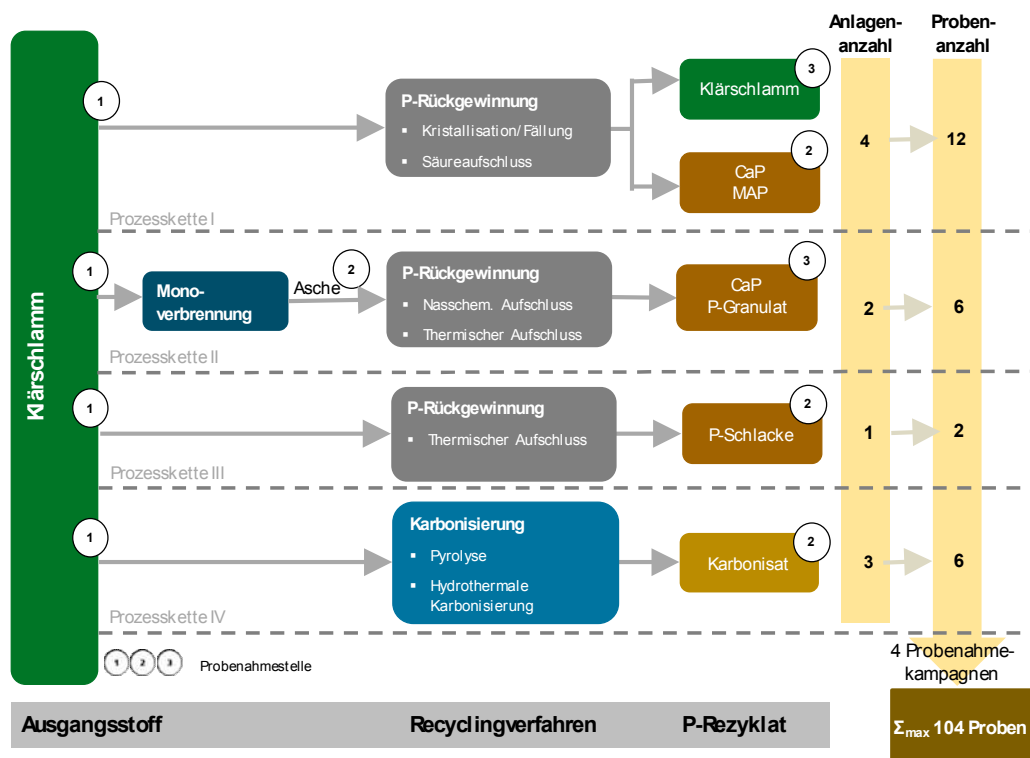 Anlagen-
anzahl
Proben-
anzahl
Klärschlamm
1
P-Rückgewinnung
▪ Kristallisation/Fällung
▪ Säureaufschluss
3
Klärschlamm
2
CaP
MAP
4
12
Prozesskette I
1
Mono-
verbrennung
Asche
2
P-Rückgewinnung
▪ Nasschem. Aufschluss
▪ Thermischer Aufschluss
3
CaP
P-Granulat
2
6
Prozesskette II
1
P-Rückgewinnung
▪ Thermischer Aufschluss
2
P-Schlacke
1
2
Prozesskette III
1
Karbonisierung
▪ Pyrolyse
▪ Hydrothermale
Karbonisierung
2
Karbonisat
3
6
Prozesskette IV
1 2 3 Probenahmestelle
4 Probenahme-
kampagnen
Ausgangsstoff
Recyclingverfahren
P-Rezyklat
Σmax 104 Proben